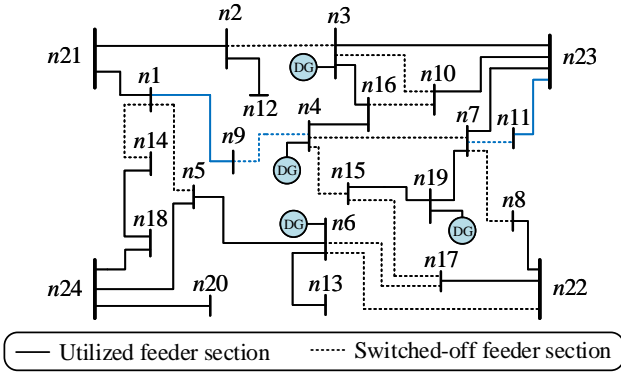 n2 n3
n21 n23
n1 DG n10
n16
n12 n4 n7 n11
n14 n9
DG n15 n19
n5 n8
n18 DG n6 DG
n17
n24 n20 n13 n22
Utilized feeder section Switched-off feeder section